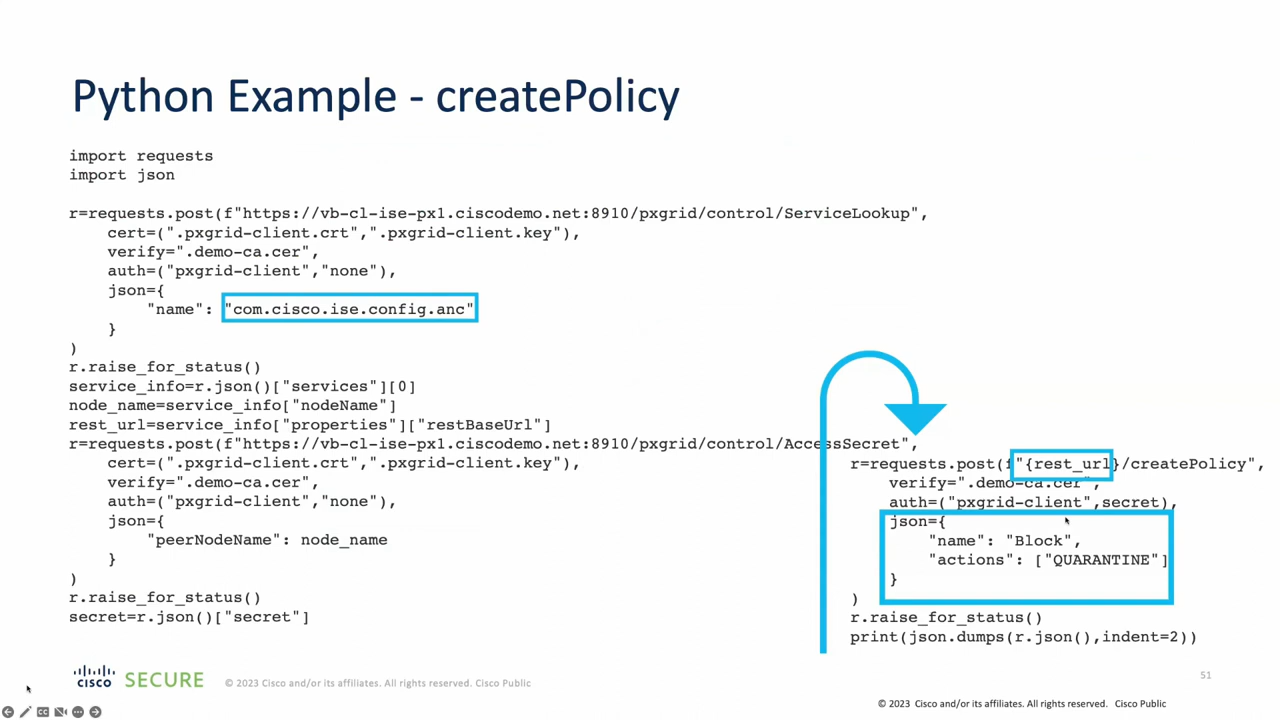 Python Example - createPolicy
import requests
import json
r=requests.post(f"https://vb-cl-ise-px1.ciscodemo.net:8910/pxgrid/control/ServiceLookup",
    cert=(".pxgrid-client.crt",".pxgrid-client.key"),
    verify=".demo-ca.cer",
    auth=("pxgrid-client","none"),
    json={
        "name": "com.cisco.ise.config.anc"
    }
)
r.raise_for_status()
service_info=r.json()["services"][0]
node_name=service_info["nodeName"]
rest_url=service_info["properties"]["restBaseUrl"]
r=requests.post(f"https://vb-cl-ise-px1.ciscodemo.net:8910/pxgrid/control/AccessSecret",
    cert=(".pxgrid-client.crt",".pxgrid-client.key"),
    verify=".demo-ca.cer",
    auth=("pxgrid-client","none"),
    json={
        "peerNodeName": node_name
    }
)
r.raise_for_status()
secret=r.json()["secret"]
r=requests.post(f"{rest_url}/createPolicy",
    verify=".demo-ca.cer",
    auth=("pxgrid-client",secret),
    json={
        "name": "Block",
        "actions": ["QUARANTINE"]
    }
)
r.raise_for_status()
print(json.dumps(r.json(),indent=2))
CISCO SECURE
© 2023 Cisco and/or its affiliates. All rights reserved. Cisco Public
51
© 2023 Cisco and/or its affiliates. All rights reserved. Cisco Public
CC